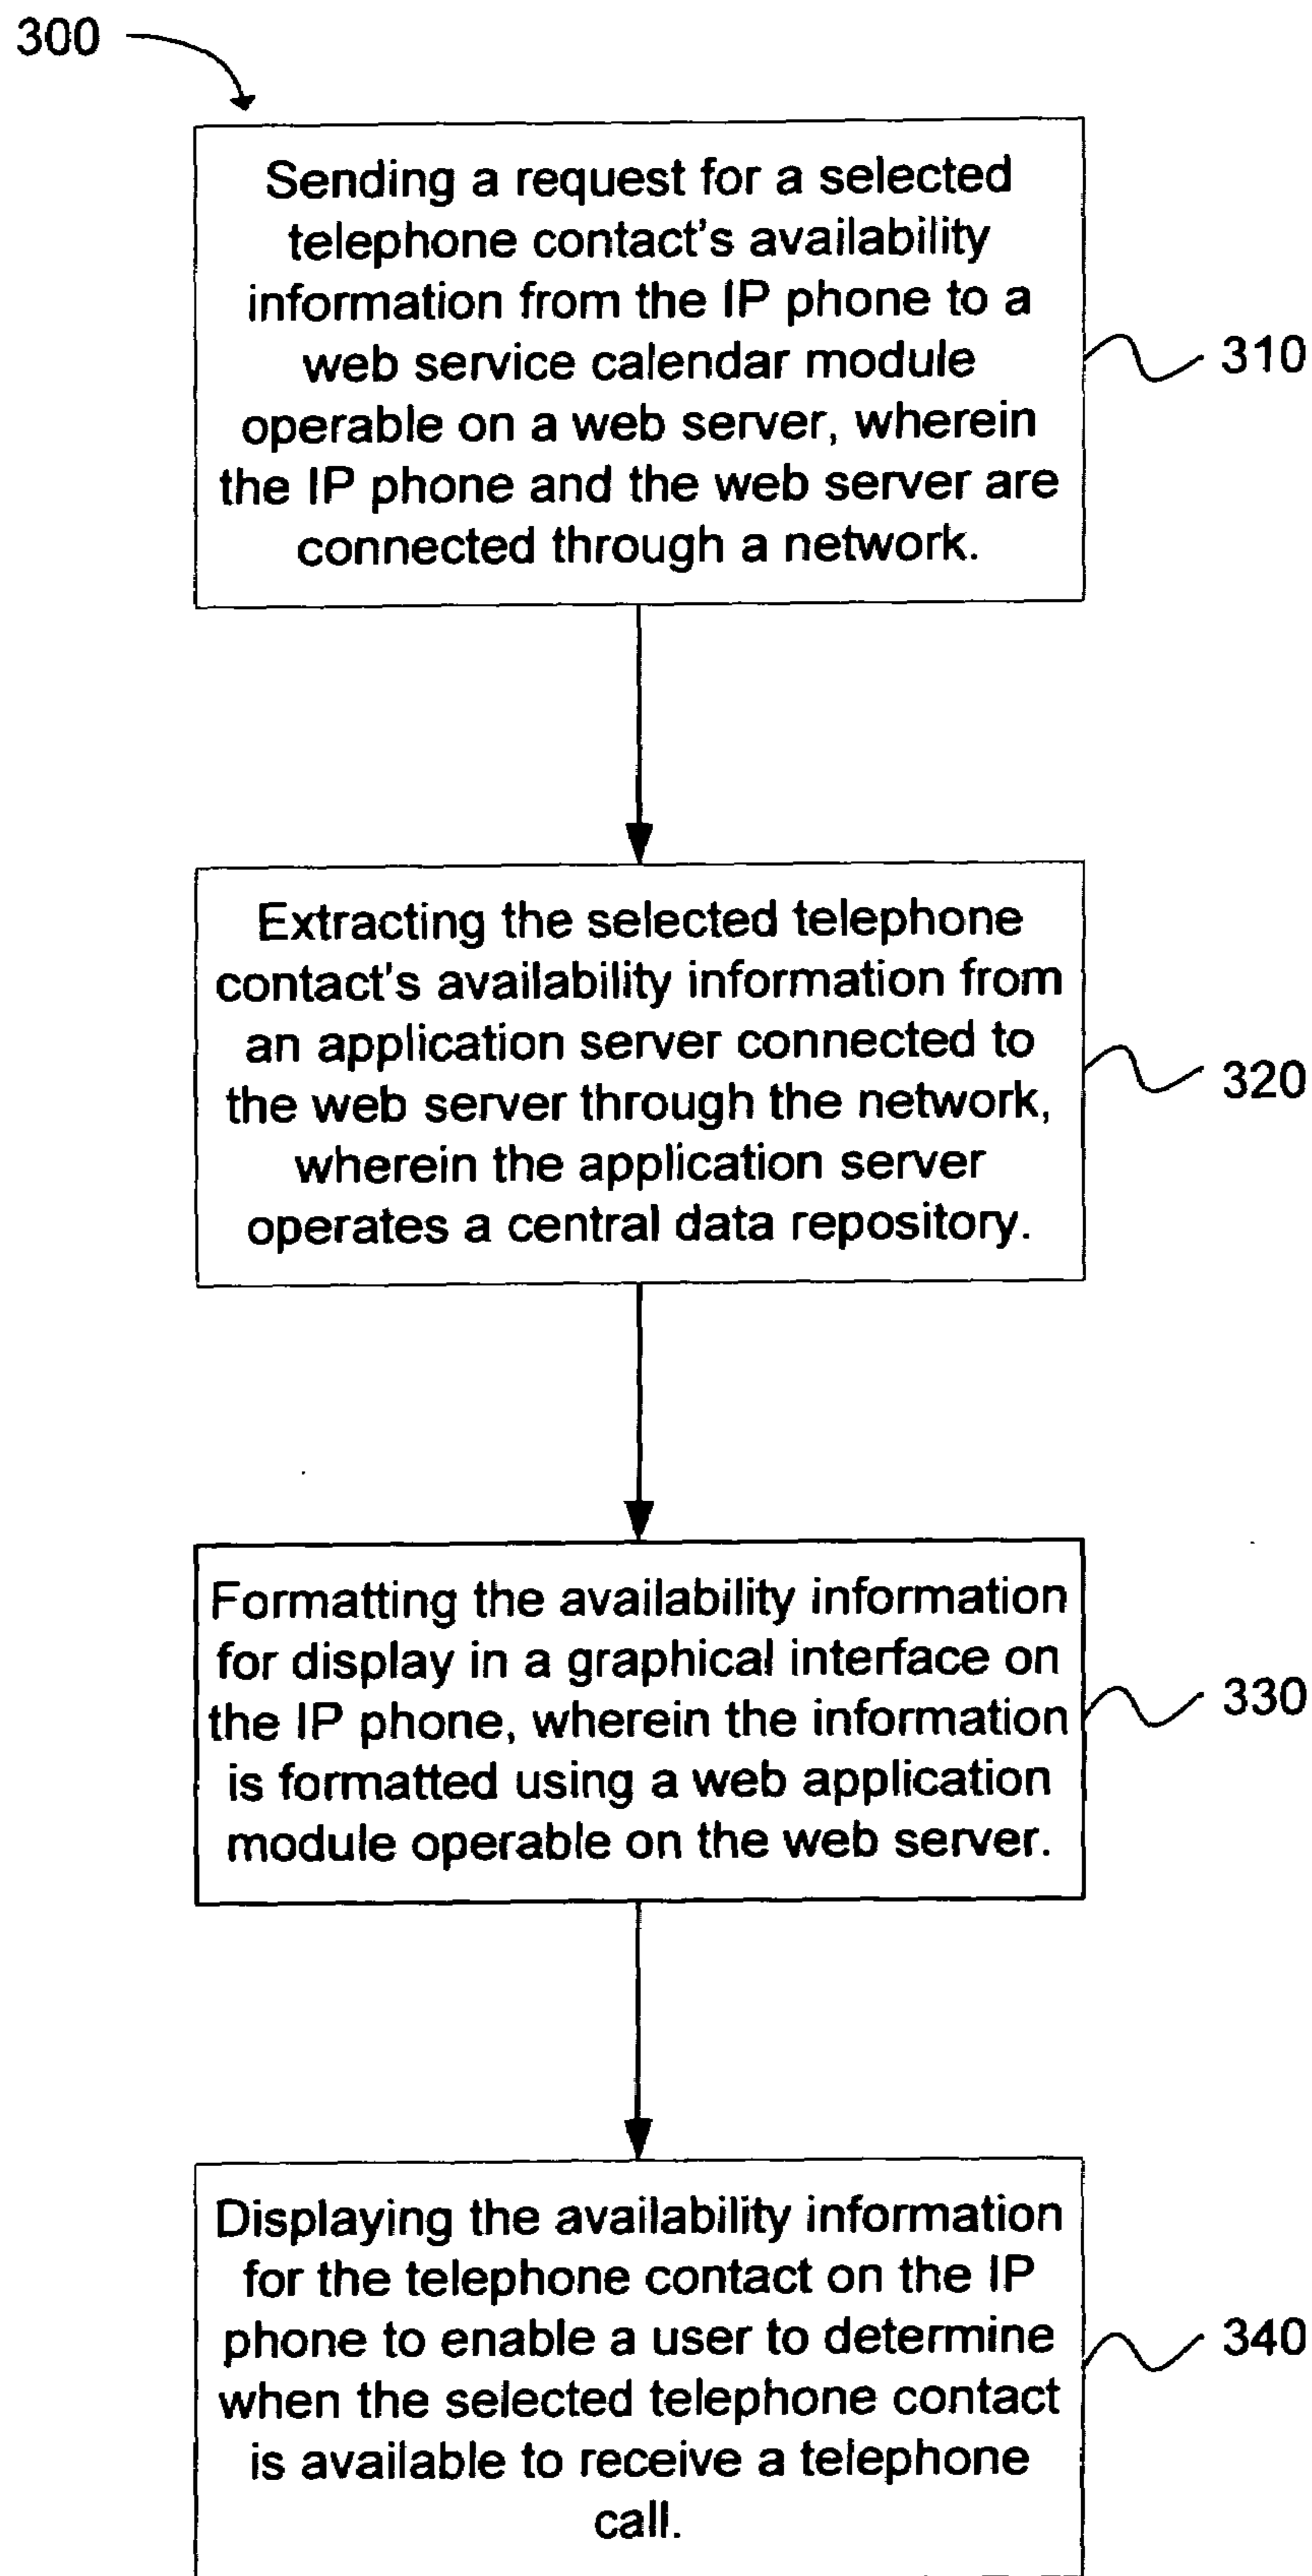 300
Sending a request for a selected
telephone contact's availability
information from the IP phone to a
web service calendar module
operable on a web server, wherein
the IP phone and the web server are
connected through a network.
310
Extracting the selected telephone
contact's availability information from
an application server connected to
the web server through the network,
wherein the application server
operates a central data repository.
320
Formatting the availability information
for display in a graphical interface on
the IP phone, wherein the information
is formatted using a web application
module operable on the web server.
330
Displaying the availability information
for the telephone contact on the IP
phone to enable a user to determine
when the selected telephone contact
is available to receive a telephone
call.
340